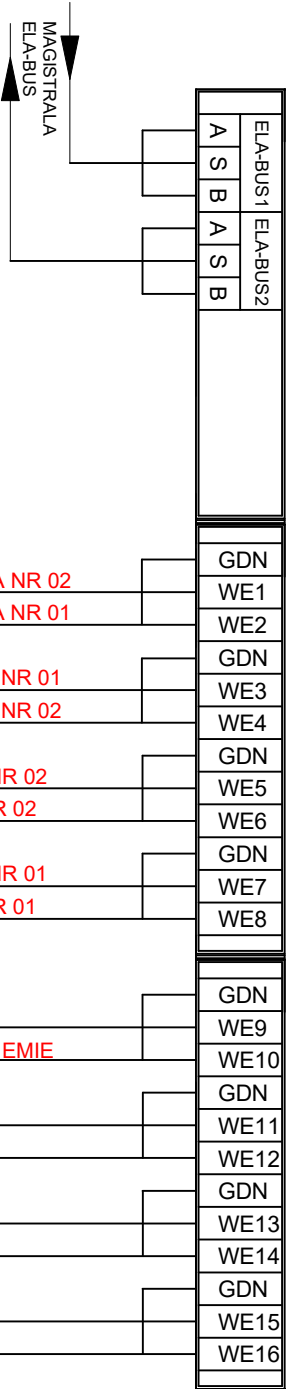 MAGISTRALA
ELA-BUS
ELA-BUS1
ELA-BUS2
A
S
B
A
S
B
GDN
A NR 02
WE1
A NR 01
WE2
GDN
NR 01
WE3
NR 02
WE4
GDN
NR 02
WE5
R 02
WE6
GDN
NR 01
WE7
R 01
WE8
GDN
WE9
EMIE
WE10
GDN
WE11
WE12
GDN
WE13
WE14
GDN
WE15
WE16